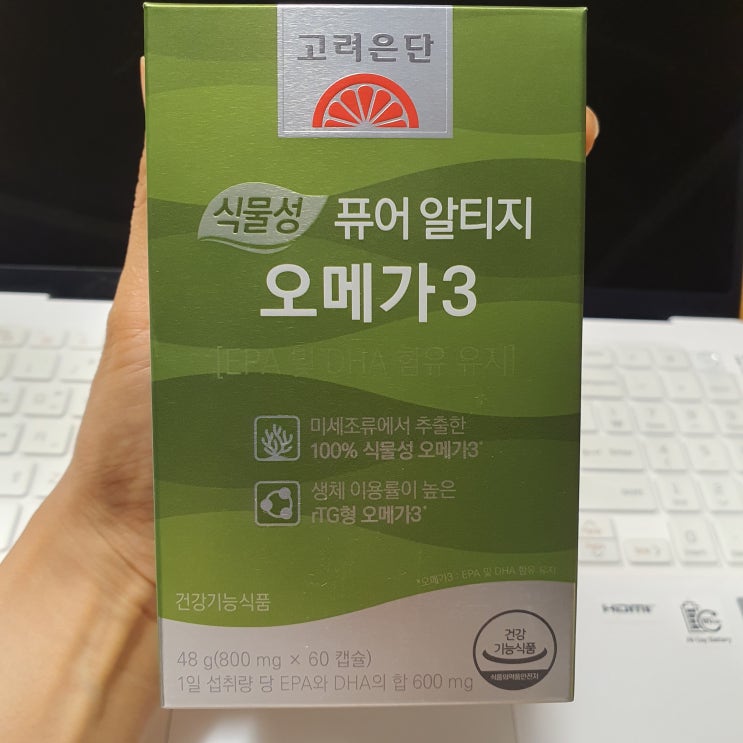 고려은단
식물성 퓨어 알티지
오메가3
[EPA 및 DHA 함유 유지]
미세조류에서 추출한
100% 식물성 오메가3*
생체 이용률이 높은
rTG형 오메가3*
*오메가3 : EPA 및 DHA 함유 유지
건강기능식품
48 g(800 mg × 60 캡슐)
1일 섭취량 당 EPA와 DHA의 합 600 mg
건강
기능식품
식품의약품안전처
HDMI